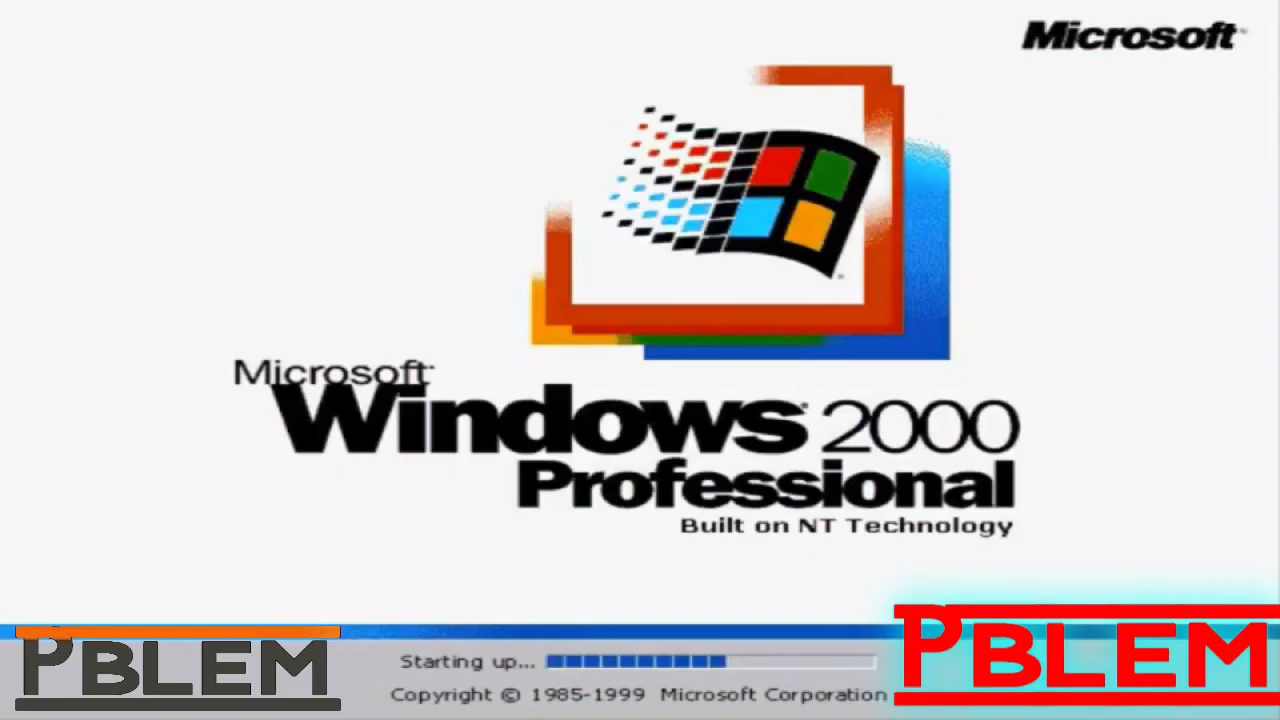 Microsoft
Microsoft
Windows 2000
Professional
Built on NT Technology
Starting up...
Copyright © 1985-1999 Microsoft Corporation
PBLEM
PBLEM